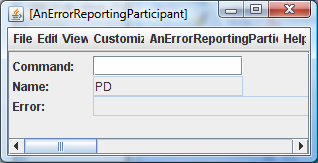 [AnErrorReportingParticipant]
File Edit View Customiz AnErrorReportingPartic Help
Command:
Name: PD
Error: